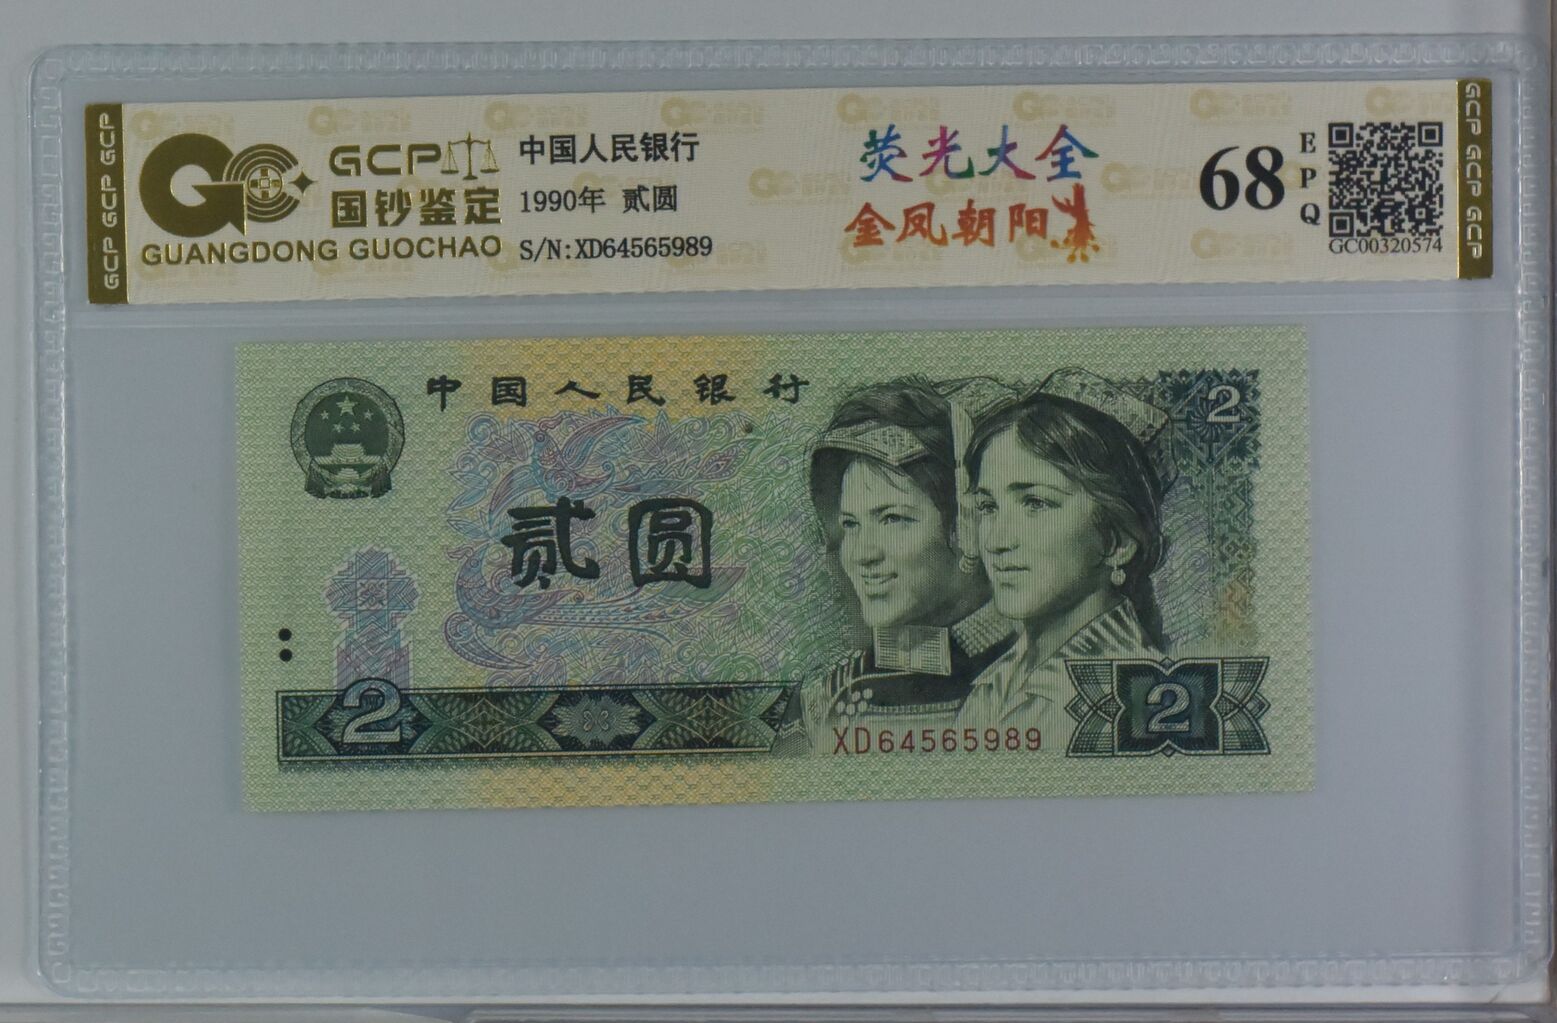 GCP GCP GCP
GCP
国钞鉴定
GUANGDONG GUOCHAO
中国人民银行
1990年 贰圆
S/N:XD64565989
荧光大全
金凤朝阳
68
EPQ
GC00320574
GCP GCP GCP
中国人民银行
2
贰圆
2
2
XD64565989